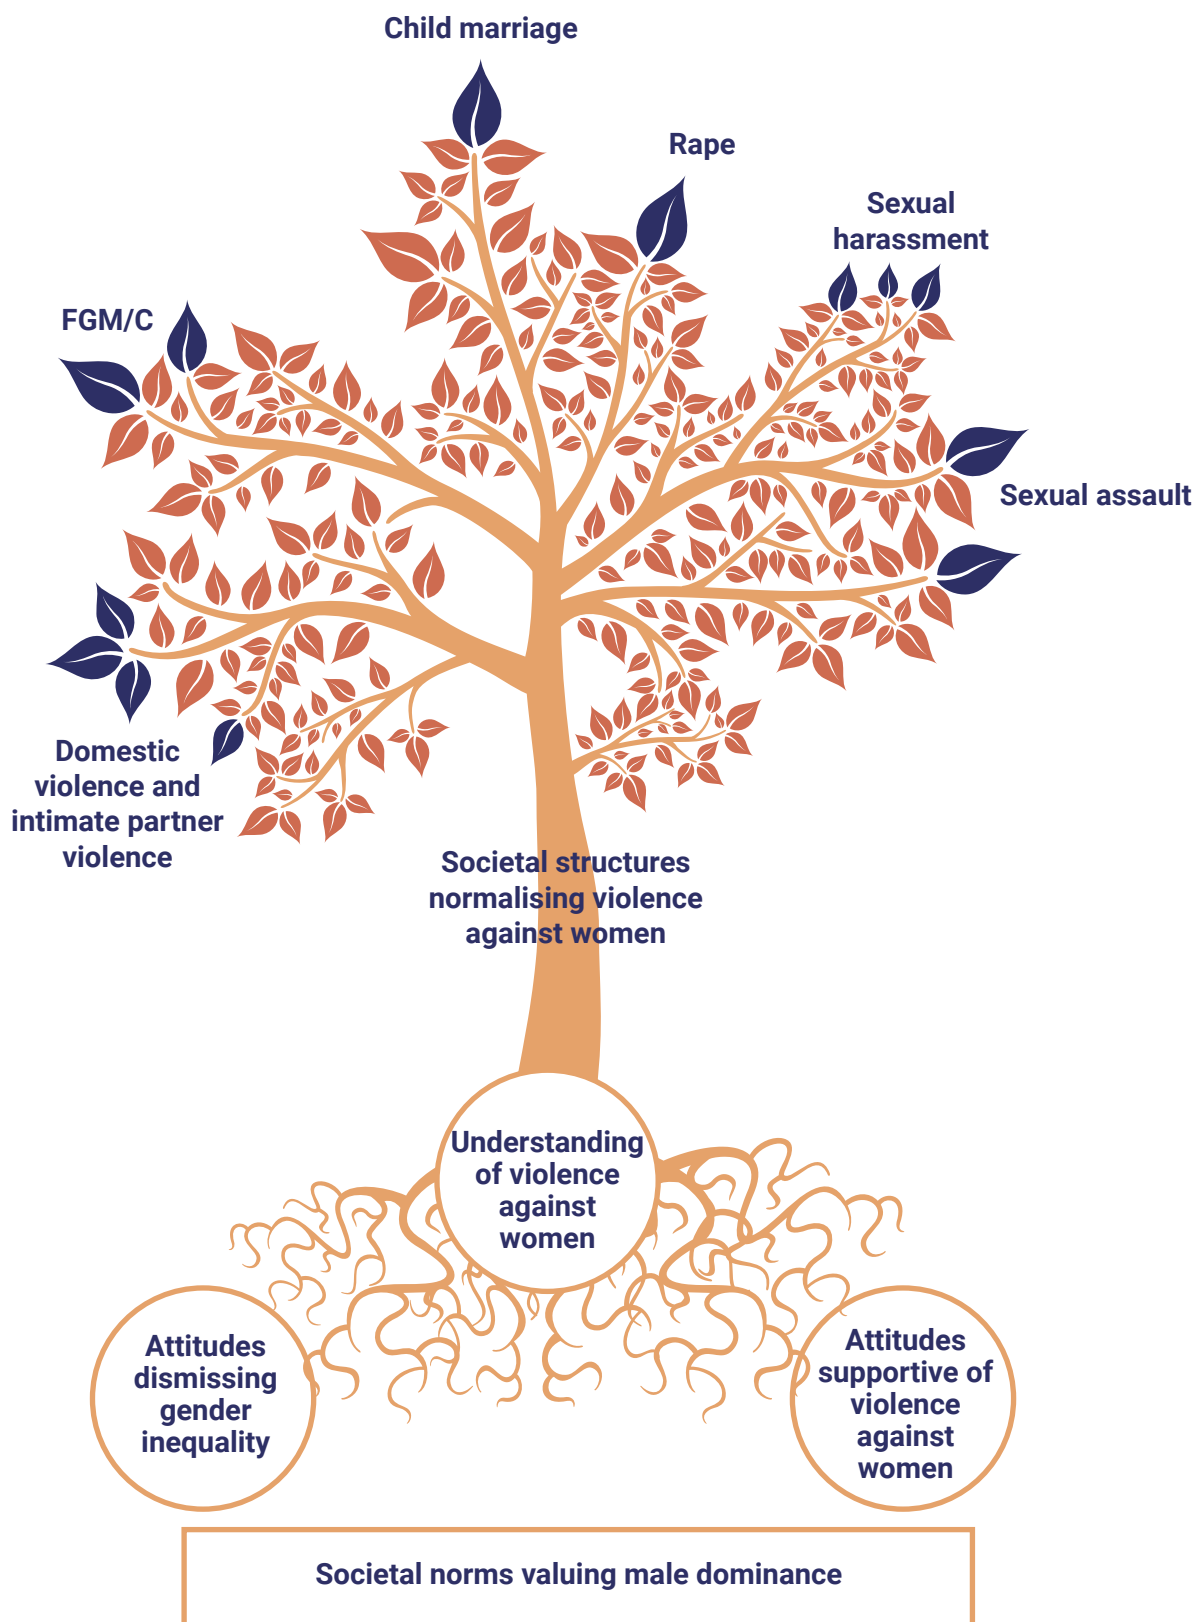 Child marriage
Rape
Sexual
harassment
FGM/C
Sexual assault
Domestic
violence and
intimate partner
violence
Societal structures
normalising violence
against women
Understanding
of violence
against
women
Attitudes
dismissing
gender
inequality
Attitudes
supportive of
violence
against
women
Societal norms valuing male dominance